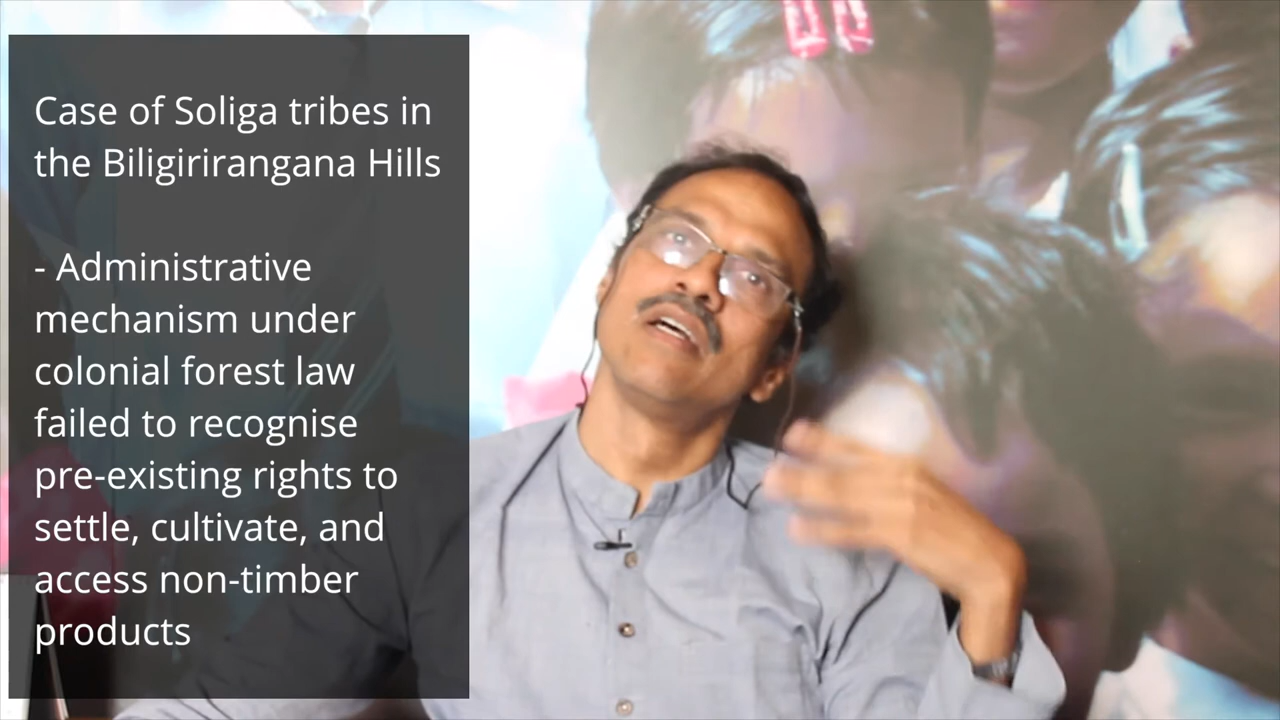 Case of Soliga tribes in
the Biligirirangana Hills
- Administrative
mechanism under
colonial forest law
failed to recognise
pre-existing rights to
settle, cultivate, and
access non-timber
products